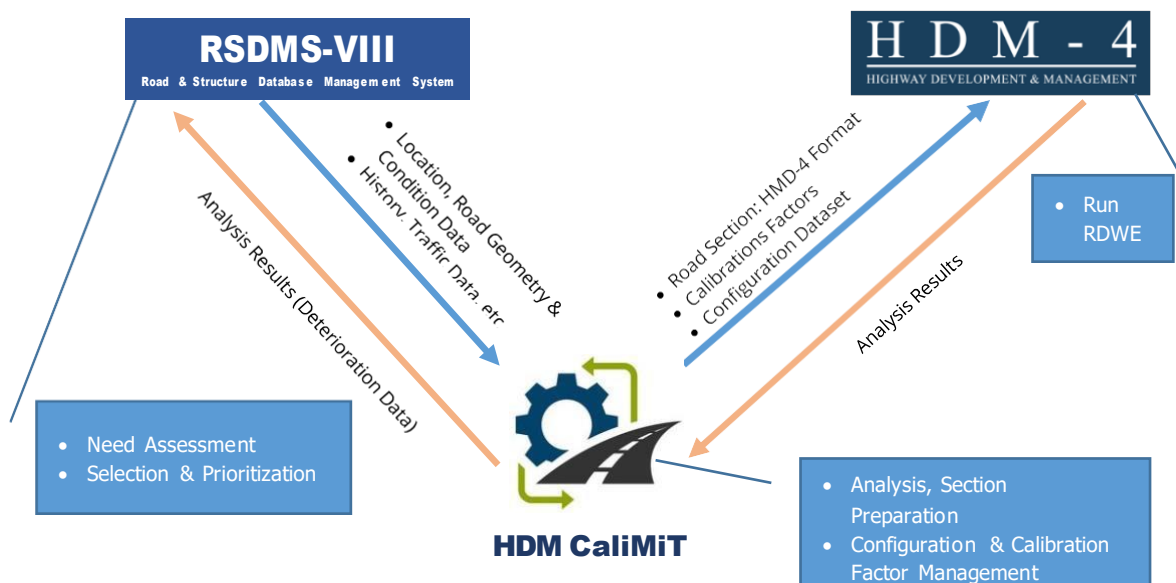 RSDMS-VIII
Road & Structure Database Management System
H D M - 4
HIGHWAY DEVELOPMENT & MANAGEMENT
• Location, Road Geometry &
Condition Data
• History, Traffic Data, etc
Analysis Results (Deterioration Data)
• Road Section: HMD-4 Format
• Calibrations Factors
• Configuration Dataset
Analysis Results
• Run
RDWE
• Need Assessment
• Selection & Prioritization
HDM CaliMiT
• Analysis, Section
Preparation
• Configuration & Calibration
Factor Management